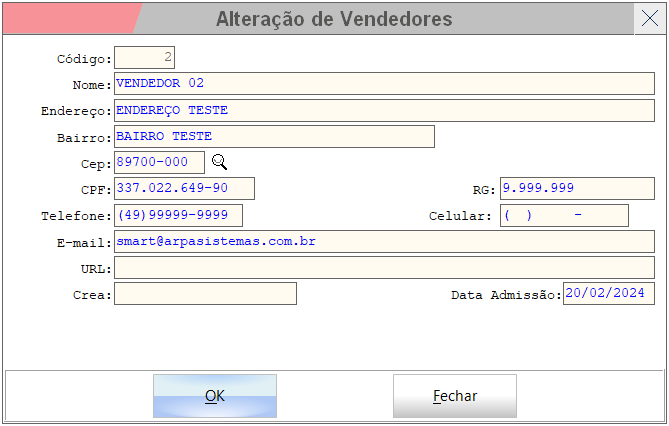 Alteração de Vendedores
Código: 2
Nome: VENDEDOR 02
Endereço: ENDEREÇO TESTE
Bairro: BAIRRO TESTE
Cep: 89700-000
CPF: 337.022.649-90 RG: 9.999.999
Telefone: (49)99999-9999 Celular: (  )     -
E-mail: smart@arpasistemas.com.br
URL:
Crea: Data Admissão: 20/02/2024
OK Fechar